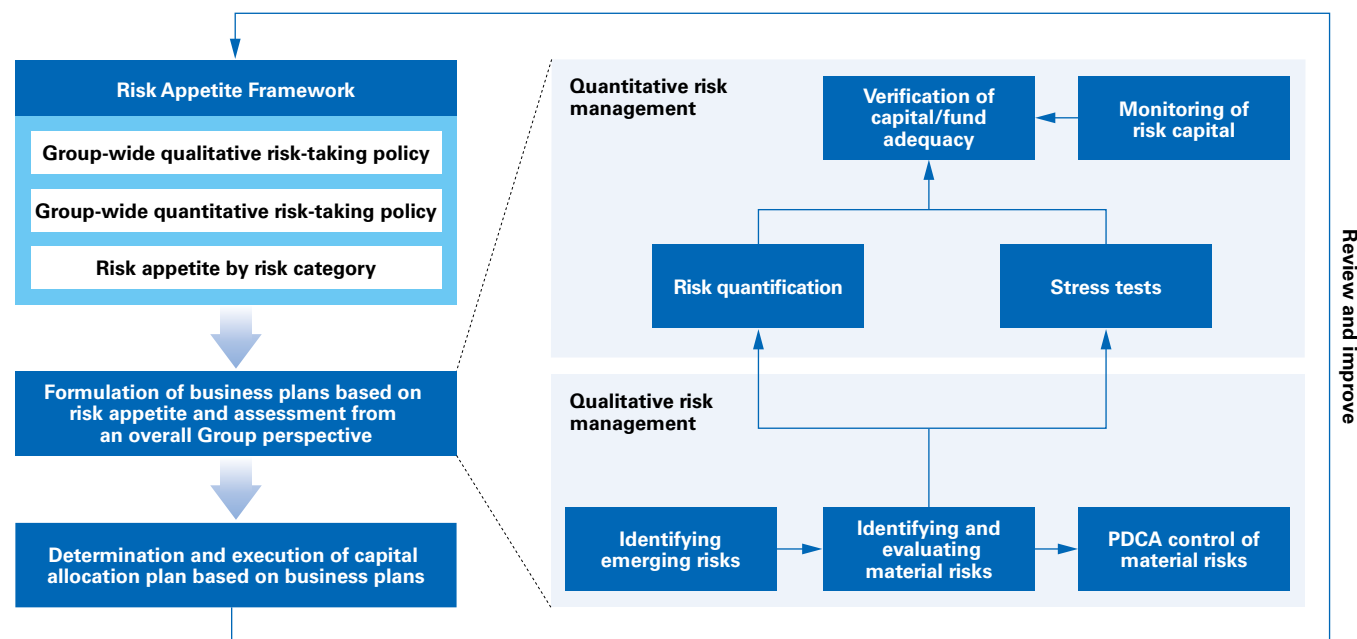 Risk Appetite Framework
Group-wide qualitative risk-taking policy
Group-wide quantitative risk-taking policy
Risk appetite by risk category
Formulation of business plans based on
risk appetite and assessment from
an overall Group perspective
Determination and execution of capital
allocation plan based on business plans
Quantitative risk
management
Verification of
capital/fund
adequacy
Monitoring of
risk capital
Risk quantification
Stress tests
Qualitative risk
management
Identifying
emerging risks
Identifying and
evaluating
material risks
PDCA control of
material risks
Review and improve